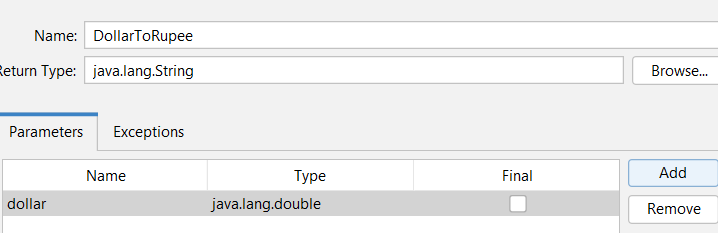 Name: DollarToRupee
Return Type: java.lang.String Browse...
Parameters Exceptions
Name Type Final Add
dollar java.lang.double Remove